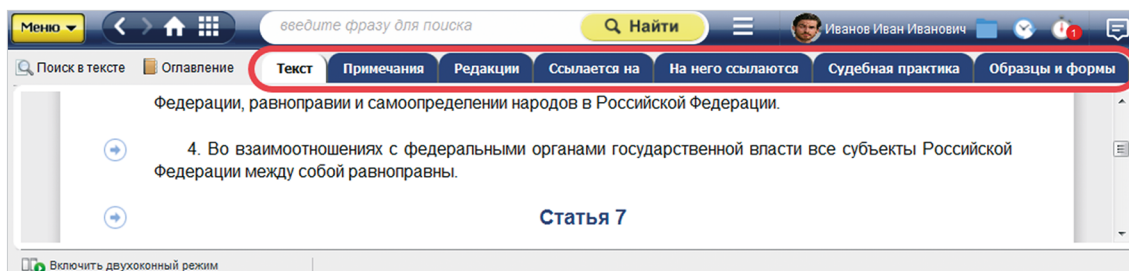 Меню введите фразу для поиска Найти Иванов Иван Иванович 1
Поиск в тексте Оглавление Текст Примечания Редакции Ссылается на На него ссылаются Судебная практика Образцы и формы
Федерации, равноправии и самоопределении народов в Российской Федерации.
4. Во взаимоотношениях с федеральными органами государственной власти все субъекты Российской
Федерации между собой равноправны.
Статья 7
Включить двухоконный режим